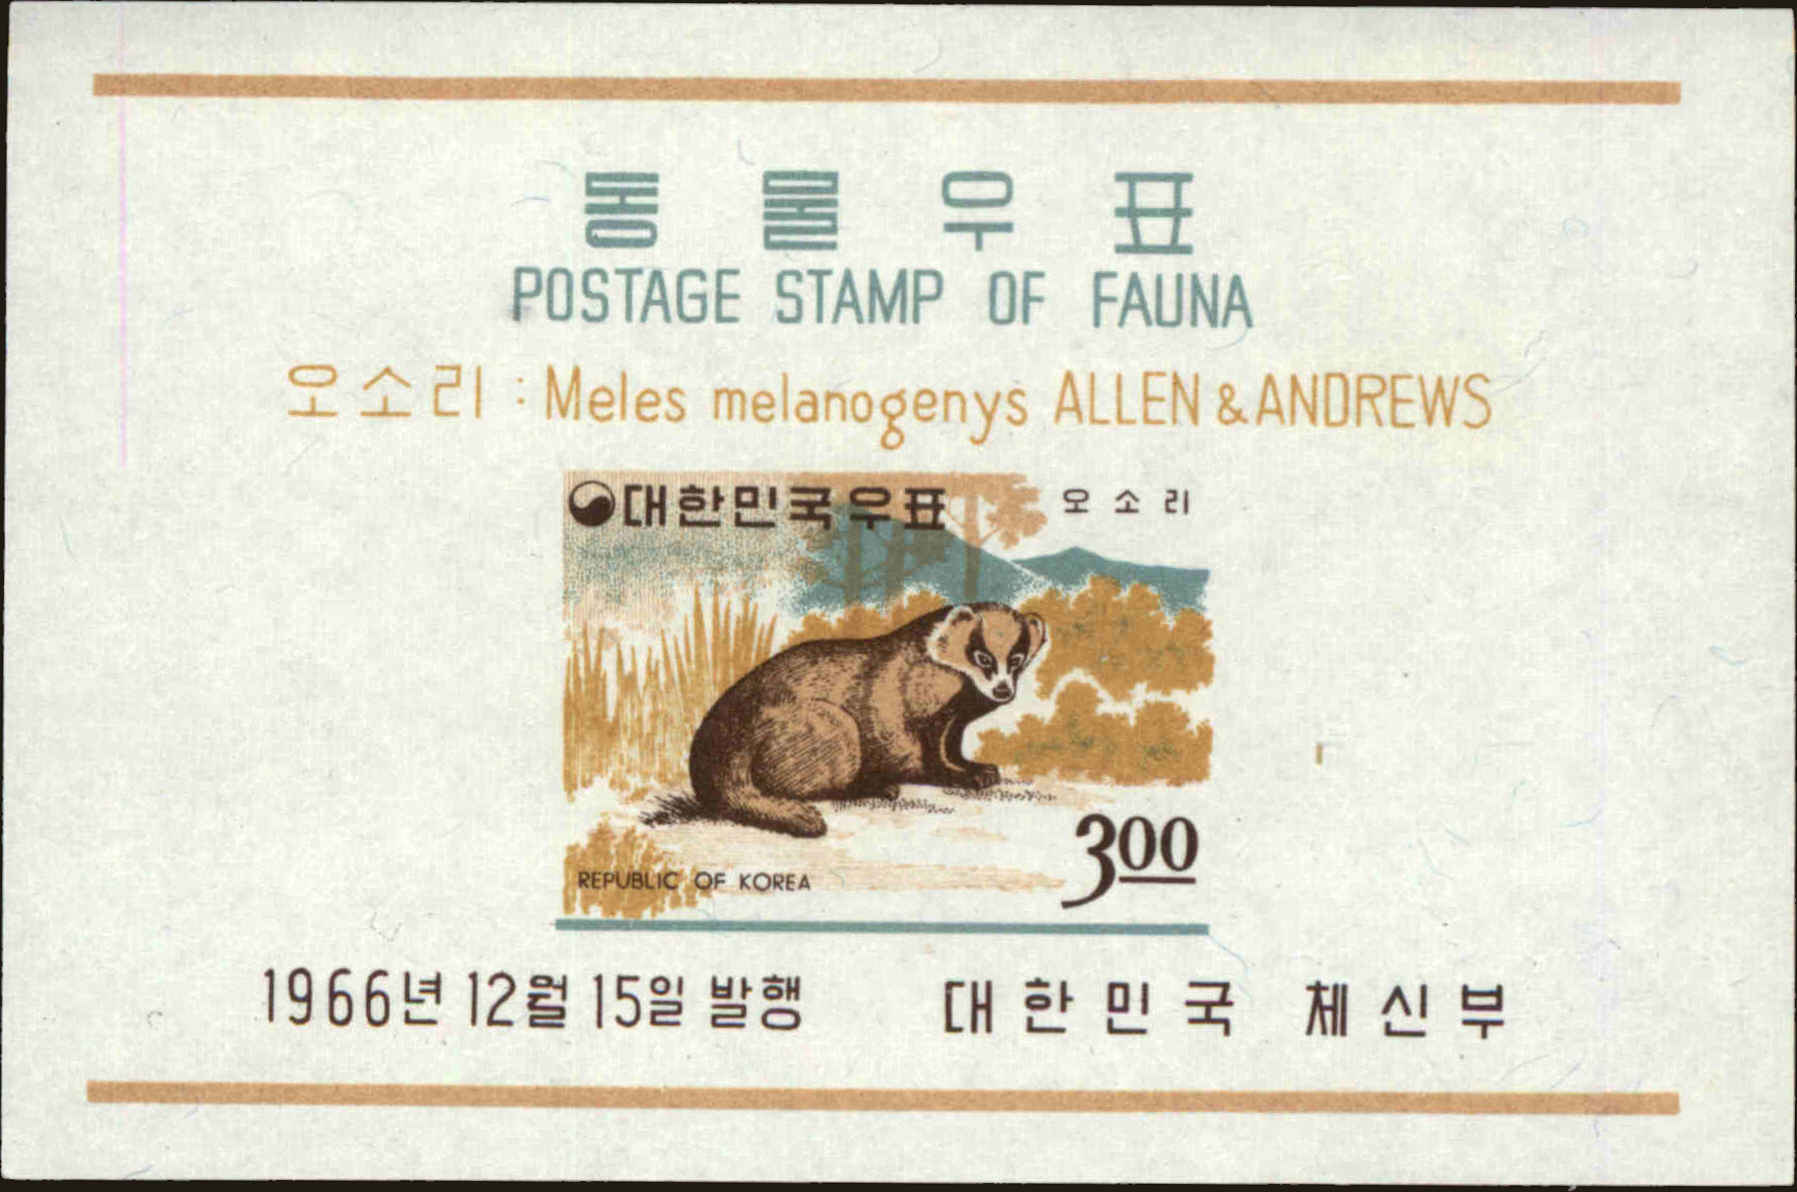 동물우표
POSTAGE STAMP OF FAUNA
오소리 : Meles melanogenys ALLEN & ANDREWS
대한민국우표 오소리
3.00
REPUBLIC OF KOREA
1966년 12월 15일 발행 대한민국 체신부